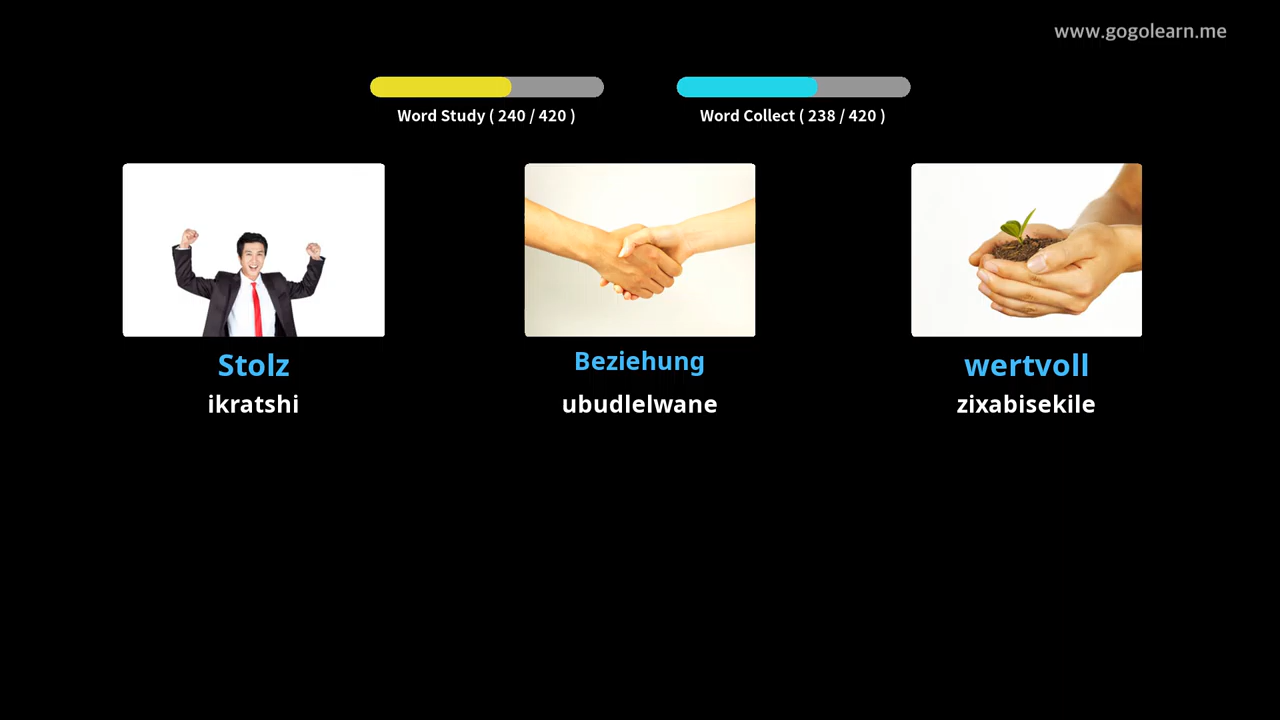 www.gogolearn.me
Word Study ( 240 / 420 )
Word Collect ( 238 / 420 )
Stolz
Beziehung
wertvoll
ikratshi
ubudlelwane
zixabisekile